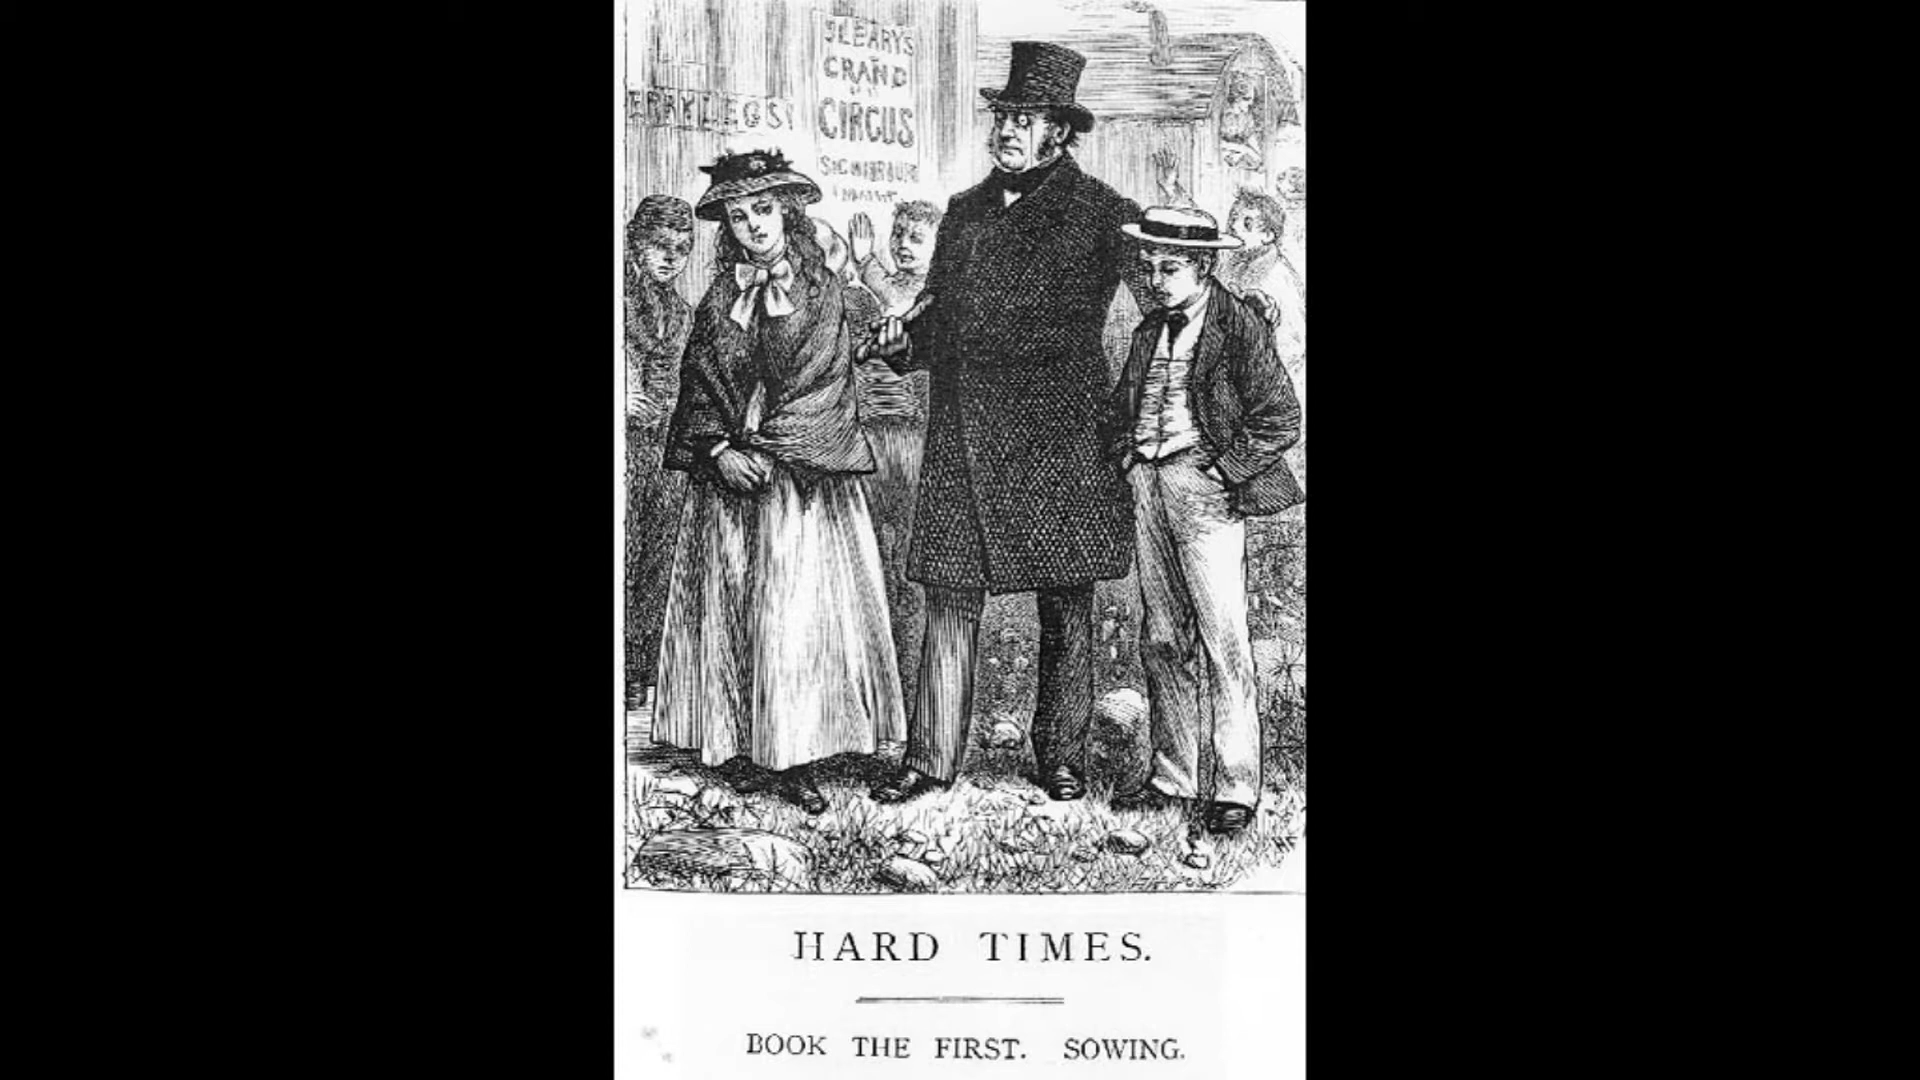 SLEARY'S
GRAND
CIRCUS
HARD TIMES.
BOOK THE FIRST. SOWING.